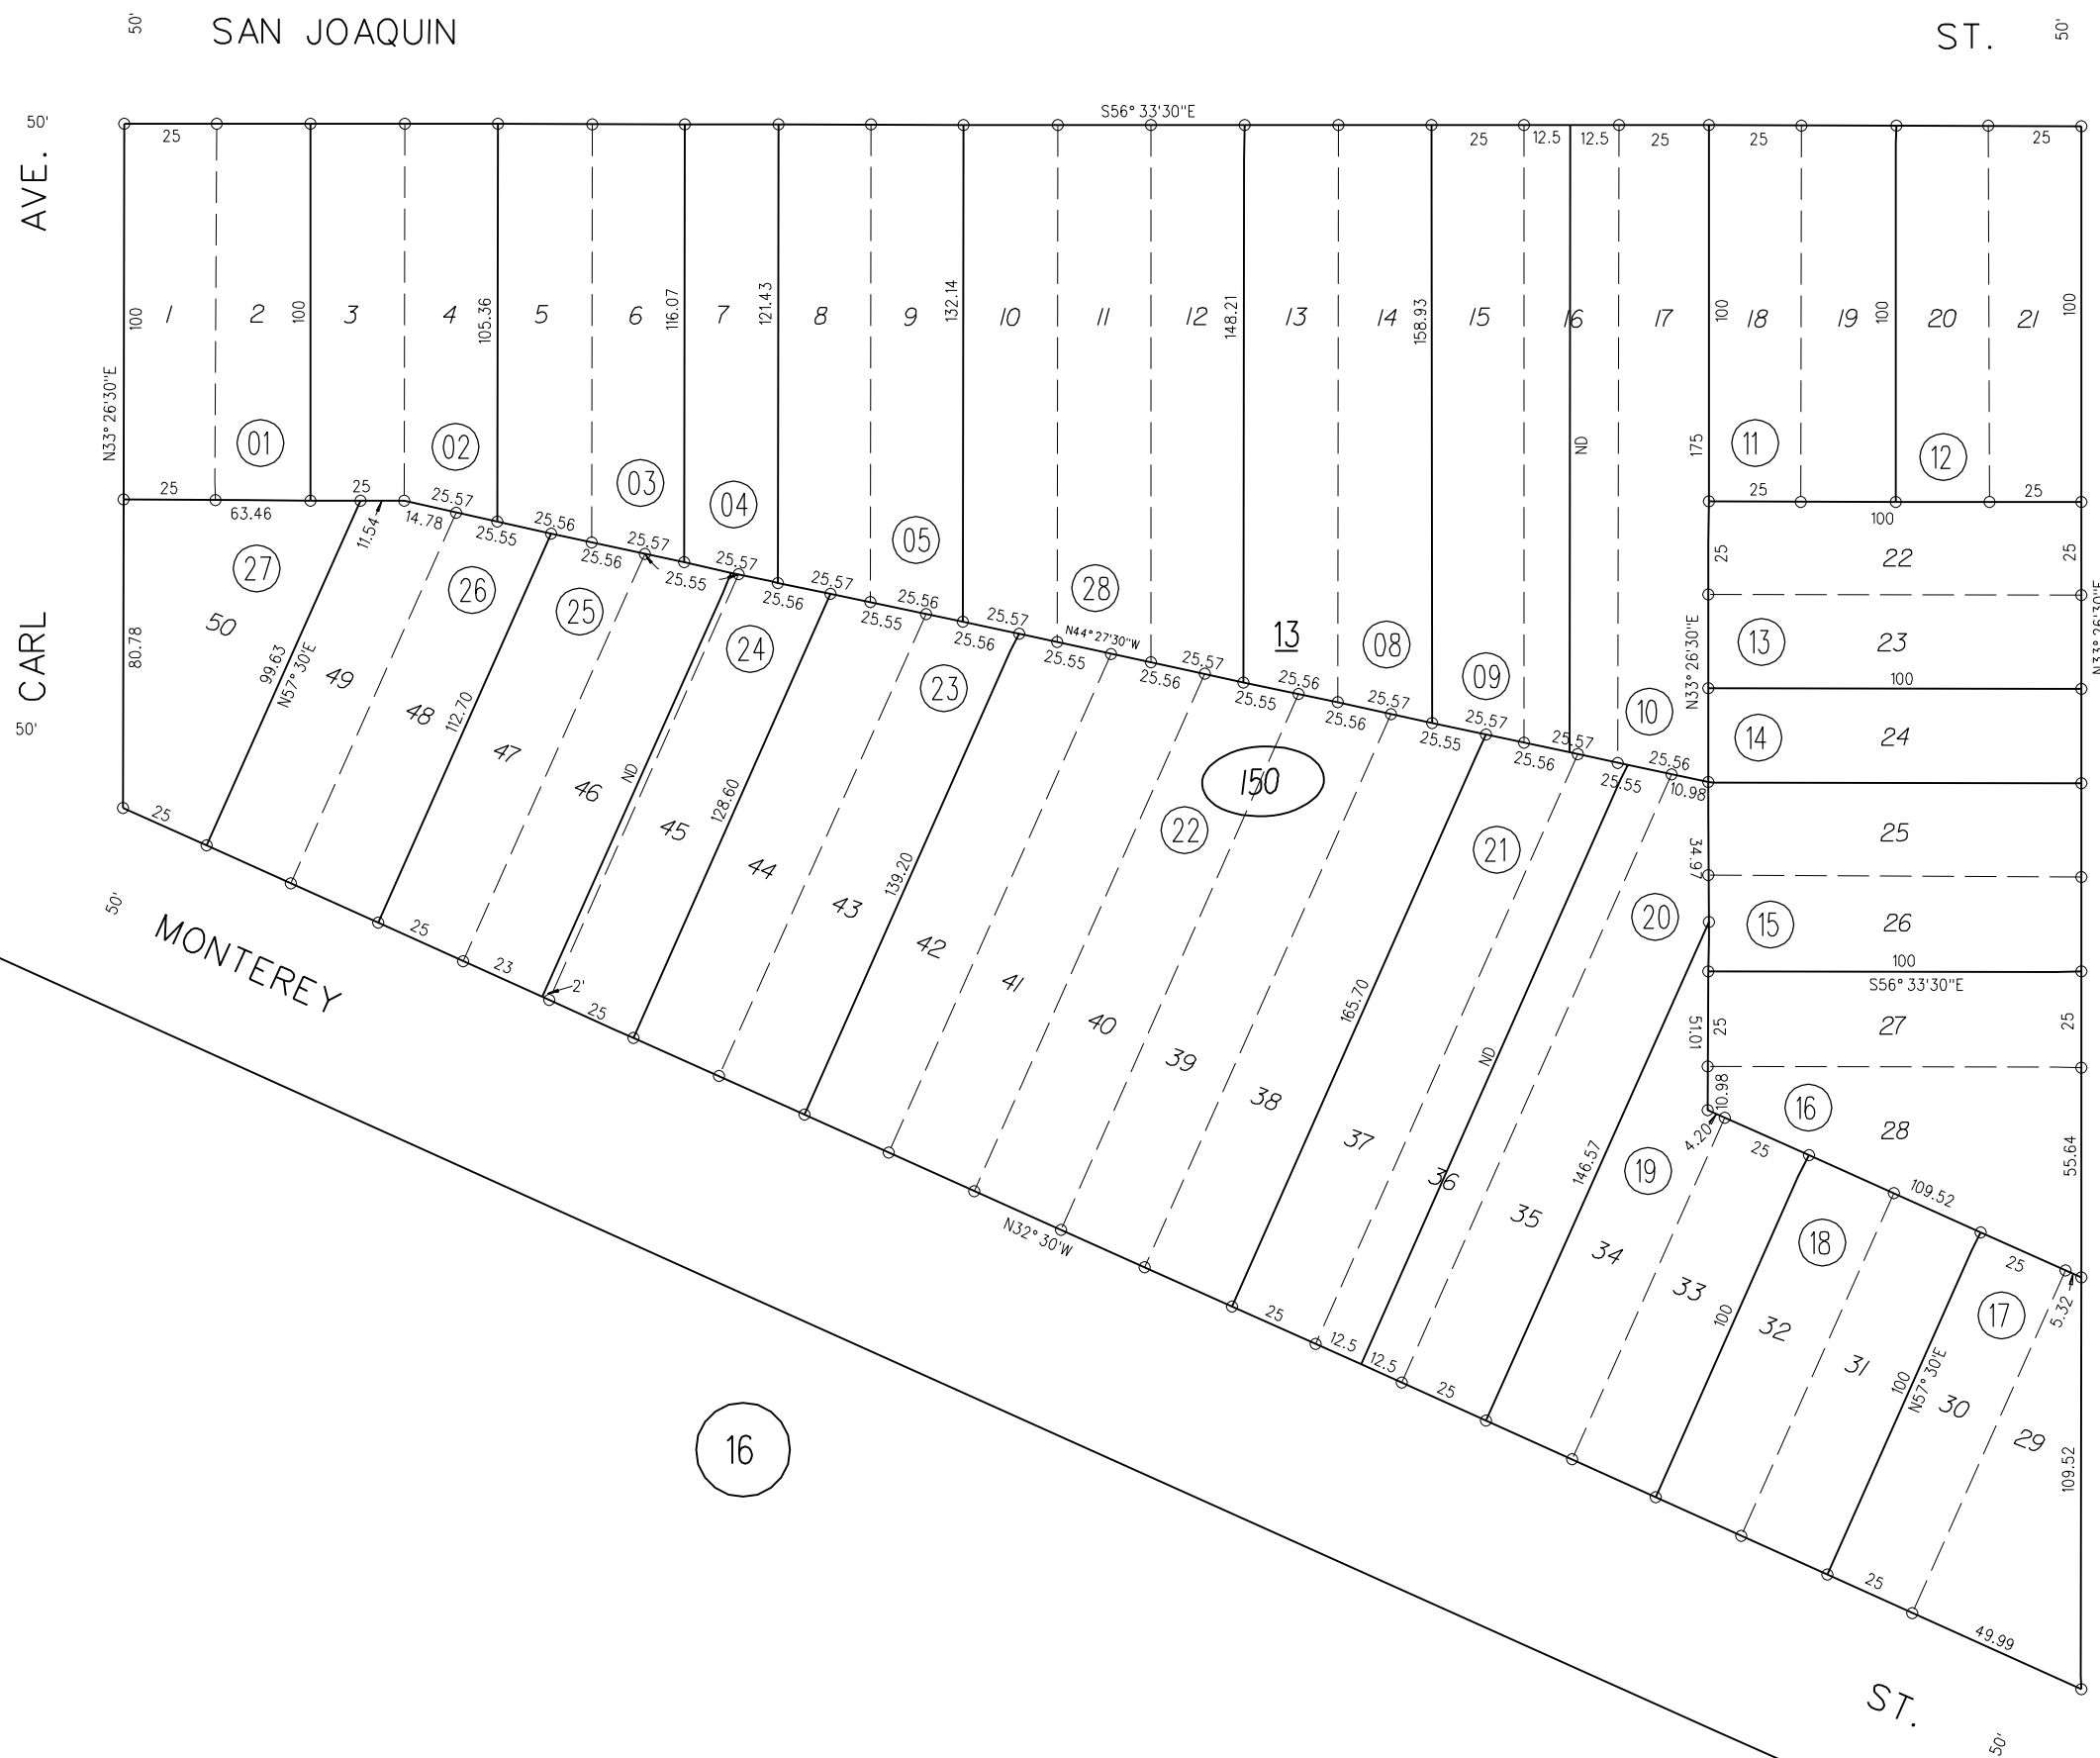 50' SAN JOAQUIN ST. 50'
50' S56° 33'30"E
AVE.
25 25 12.5 12.5 25 25 25
100 1 2 100 3 4 105.36 5 6 116.07 7 121.43 8 9 132.14 10 11 12 148.21 13 14 158.93 15 16 17 100 18 19 100 20 21 100
N33° 26'30"E
01 02 03 04 05 28 13 08 09 10 11 12
ND 175
25 63.46 25 11.54 14.78
25.57 25.56 25.57 25.57 25.57 25.56 25.57 N44° 27'30"W 25.57 25.56 25.57 25.57 25.57 25.56
25.55 25.56 25.55 25.56 25.55 25.56 25.55 25.56 25.55 25.56 25.55 25.56 25.55 10.98
25 25
100
25 22 25
N33° 26'30"E
13 23
N33° 26'30"E
100
14 24
25
34.97
15 26
100
S56° 33'30"E
51.01 25 27 25
10.98 16
4.20 28
55.64
CARL
50'
80.78
27 26 25 24 23 22 150 21 20 19 18 17
50 99.63 N57° 30'E 49 48 112.70 47 46 ND 45 128.60 44 43 139.20 42 41 40 39 38 165.70 37 36 ND 35 146.57 34 33 100 32 31 100 N57° 30'E 30 29
25 109.52 25 5.32
109.52
25 25 23 2' 25 N32° 30'W 25 12.5 12.5 25 25 49.99
50'
MONTEREY ST.
50'
16